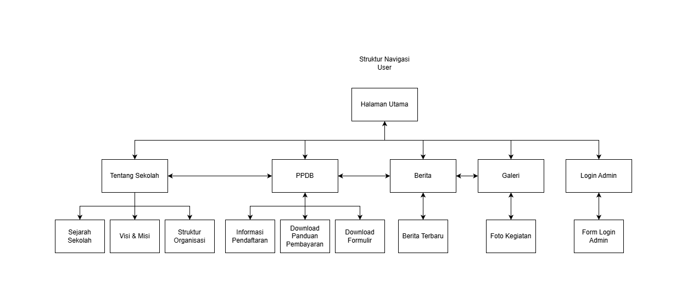 Struktur Navigasi
User
Halaman Utama
Tentang Sekolah
PPDB
Berita
Galeri
Login Admin
Sejarah
Sekolah
Visi & Misi
Struktur
Organisasi
Informasi
Pendaftaran
Download
Panduan
Pembayaran
Download
Formulir
Berita Terbaru
Foto Kegiatan
Form Login
Admin